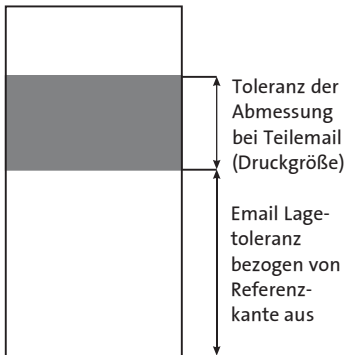 Toleranz der
Abmessung
bei Teilemail
(Druckgröße)
Email Lage-
toleranz
bezogen von
Referenz-
kante aus